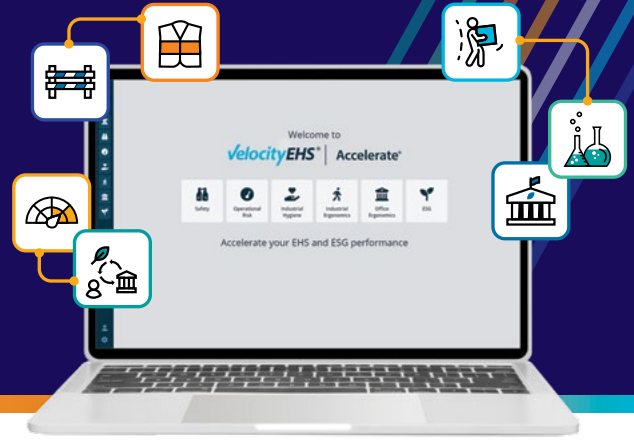 Welcome to
VelocityEHS® | Accelerate®
Safety
Operational
Risk
Industrial
Hygiene
Industrial
Ergonomics
Office
Ergonomics
ESG
Accelerate your EHS and ESG performance